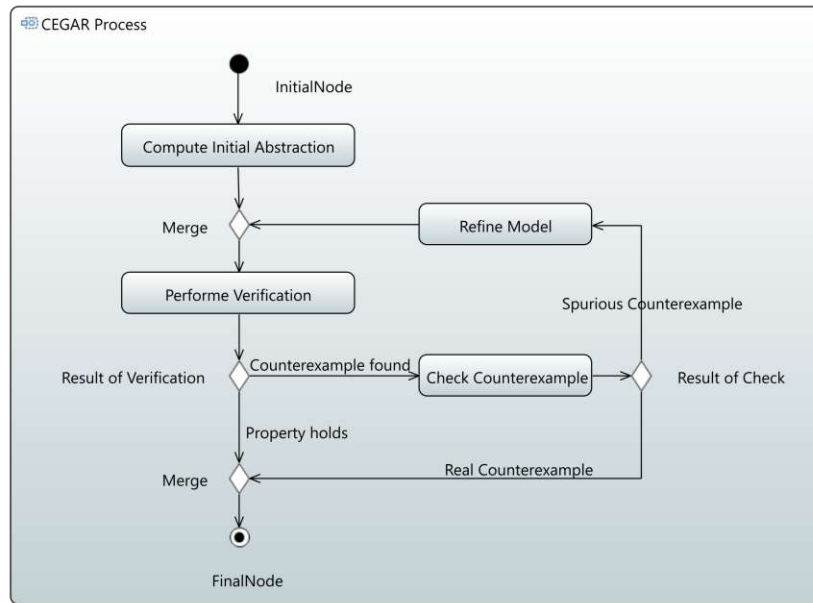 CEGAR Process
InitialNode
Compute Initial Abstraction
Merge
Refine Model
Performe Verification
Spurious Counterexample
Result of Verification
Counterexample found
Check Counterexample
Result of Check
Property holds
Merge
Real Counterexample
FinalNode